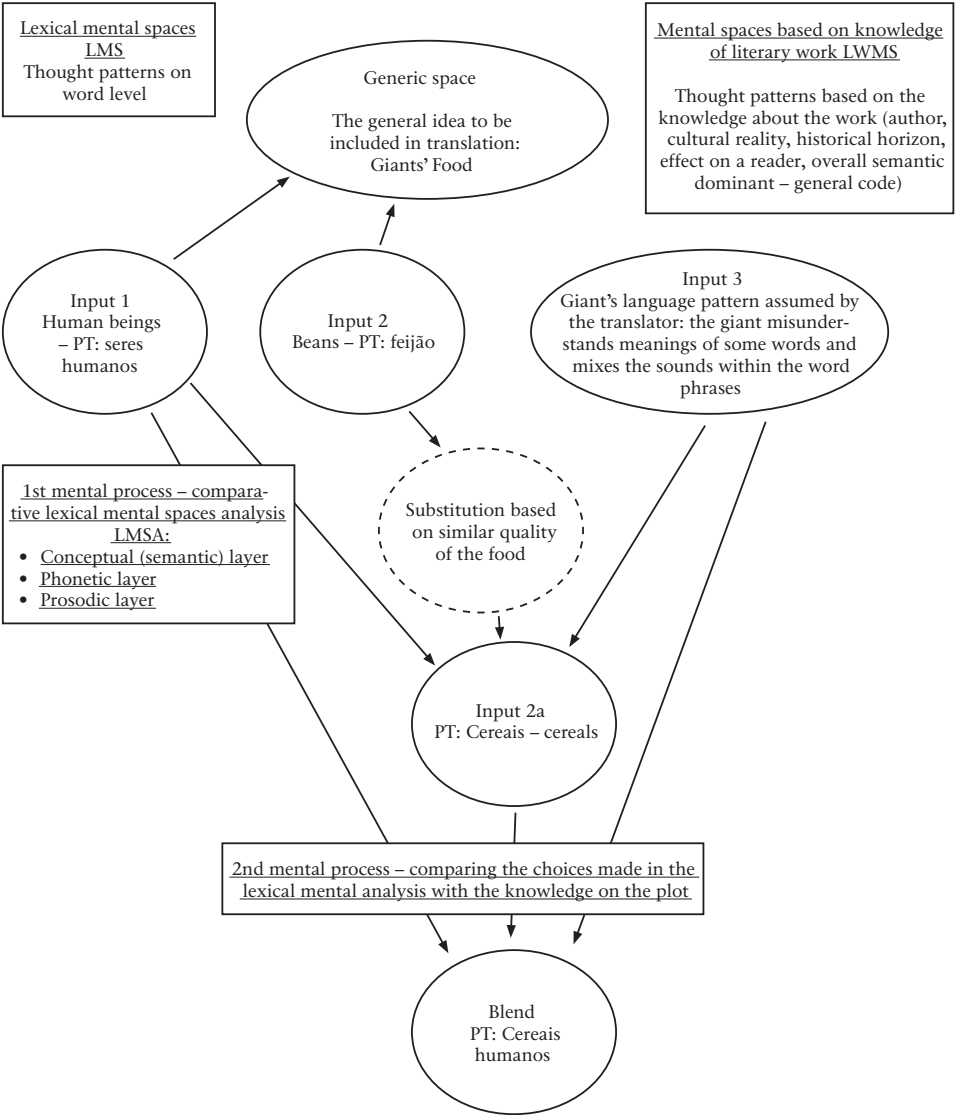 Lexical mental spaces
LMS
Thought patterns on
word level
Generic space
The general idea to be
included in translation:
Giants’ Food
Mental spaces based on knowledge
of literary work LWMS
Thought patterns based on the
knowledge about the work (author,
cultural reality, historical horizon,
effect on a reader, overall semantic
dominant – general code)
Input 1
Human beings
– PT: seres
humanos
Input 2
Beans – PT: feijão
Input 3
Giant’s language pattern assumed by
the translator: the giant misunder-
stands meanings of some words and
mixes the sounds within the word
phrases
1st mental process – compara-
tive lexical mental spaces analysis
LMSA:
• Conceptual (semantic) layer
• Phonetic layer
• Prosodic layer
Substitution based
on similar quality
of the food
Input 2a
PT: Cereais – cereals
2nd mental process – comparing the choices made in the
lexical mental analysis with the knowledge on the plot
Blend
PT: Cereais
humanos